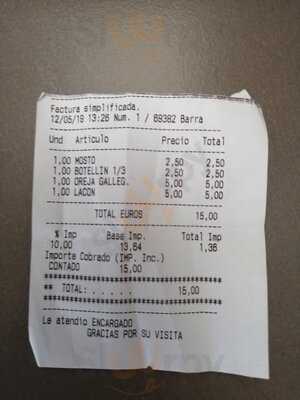 Factura simplificada.
12/05/19 13:26 Num. 1 / 69382 Barra
Und Articulo Precio Total
1,00 MOSTO 2,50 2,50
1,00 BOTELLIN 1/3 2,50 2,50
1,00 OREJA GALLEG. 5,00 5,00
1,00 LACON 5,00 5,00
TOTAL EUROS 15,00
% Imp Base Imp. Total Imp
10,00 13,64 1,36
Importe Cobrado (IMP. Inc.)
CONTADO 15,00
** TOTAL:..... 15,00
Le atendio ENCARGADO
GRACIAS POR SU VISITA